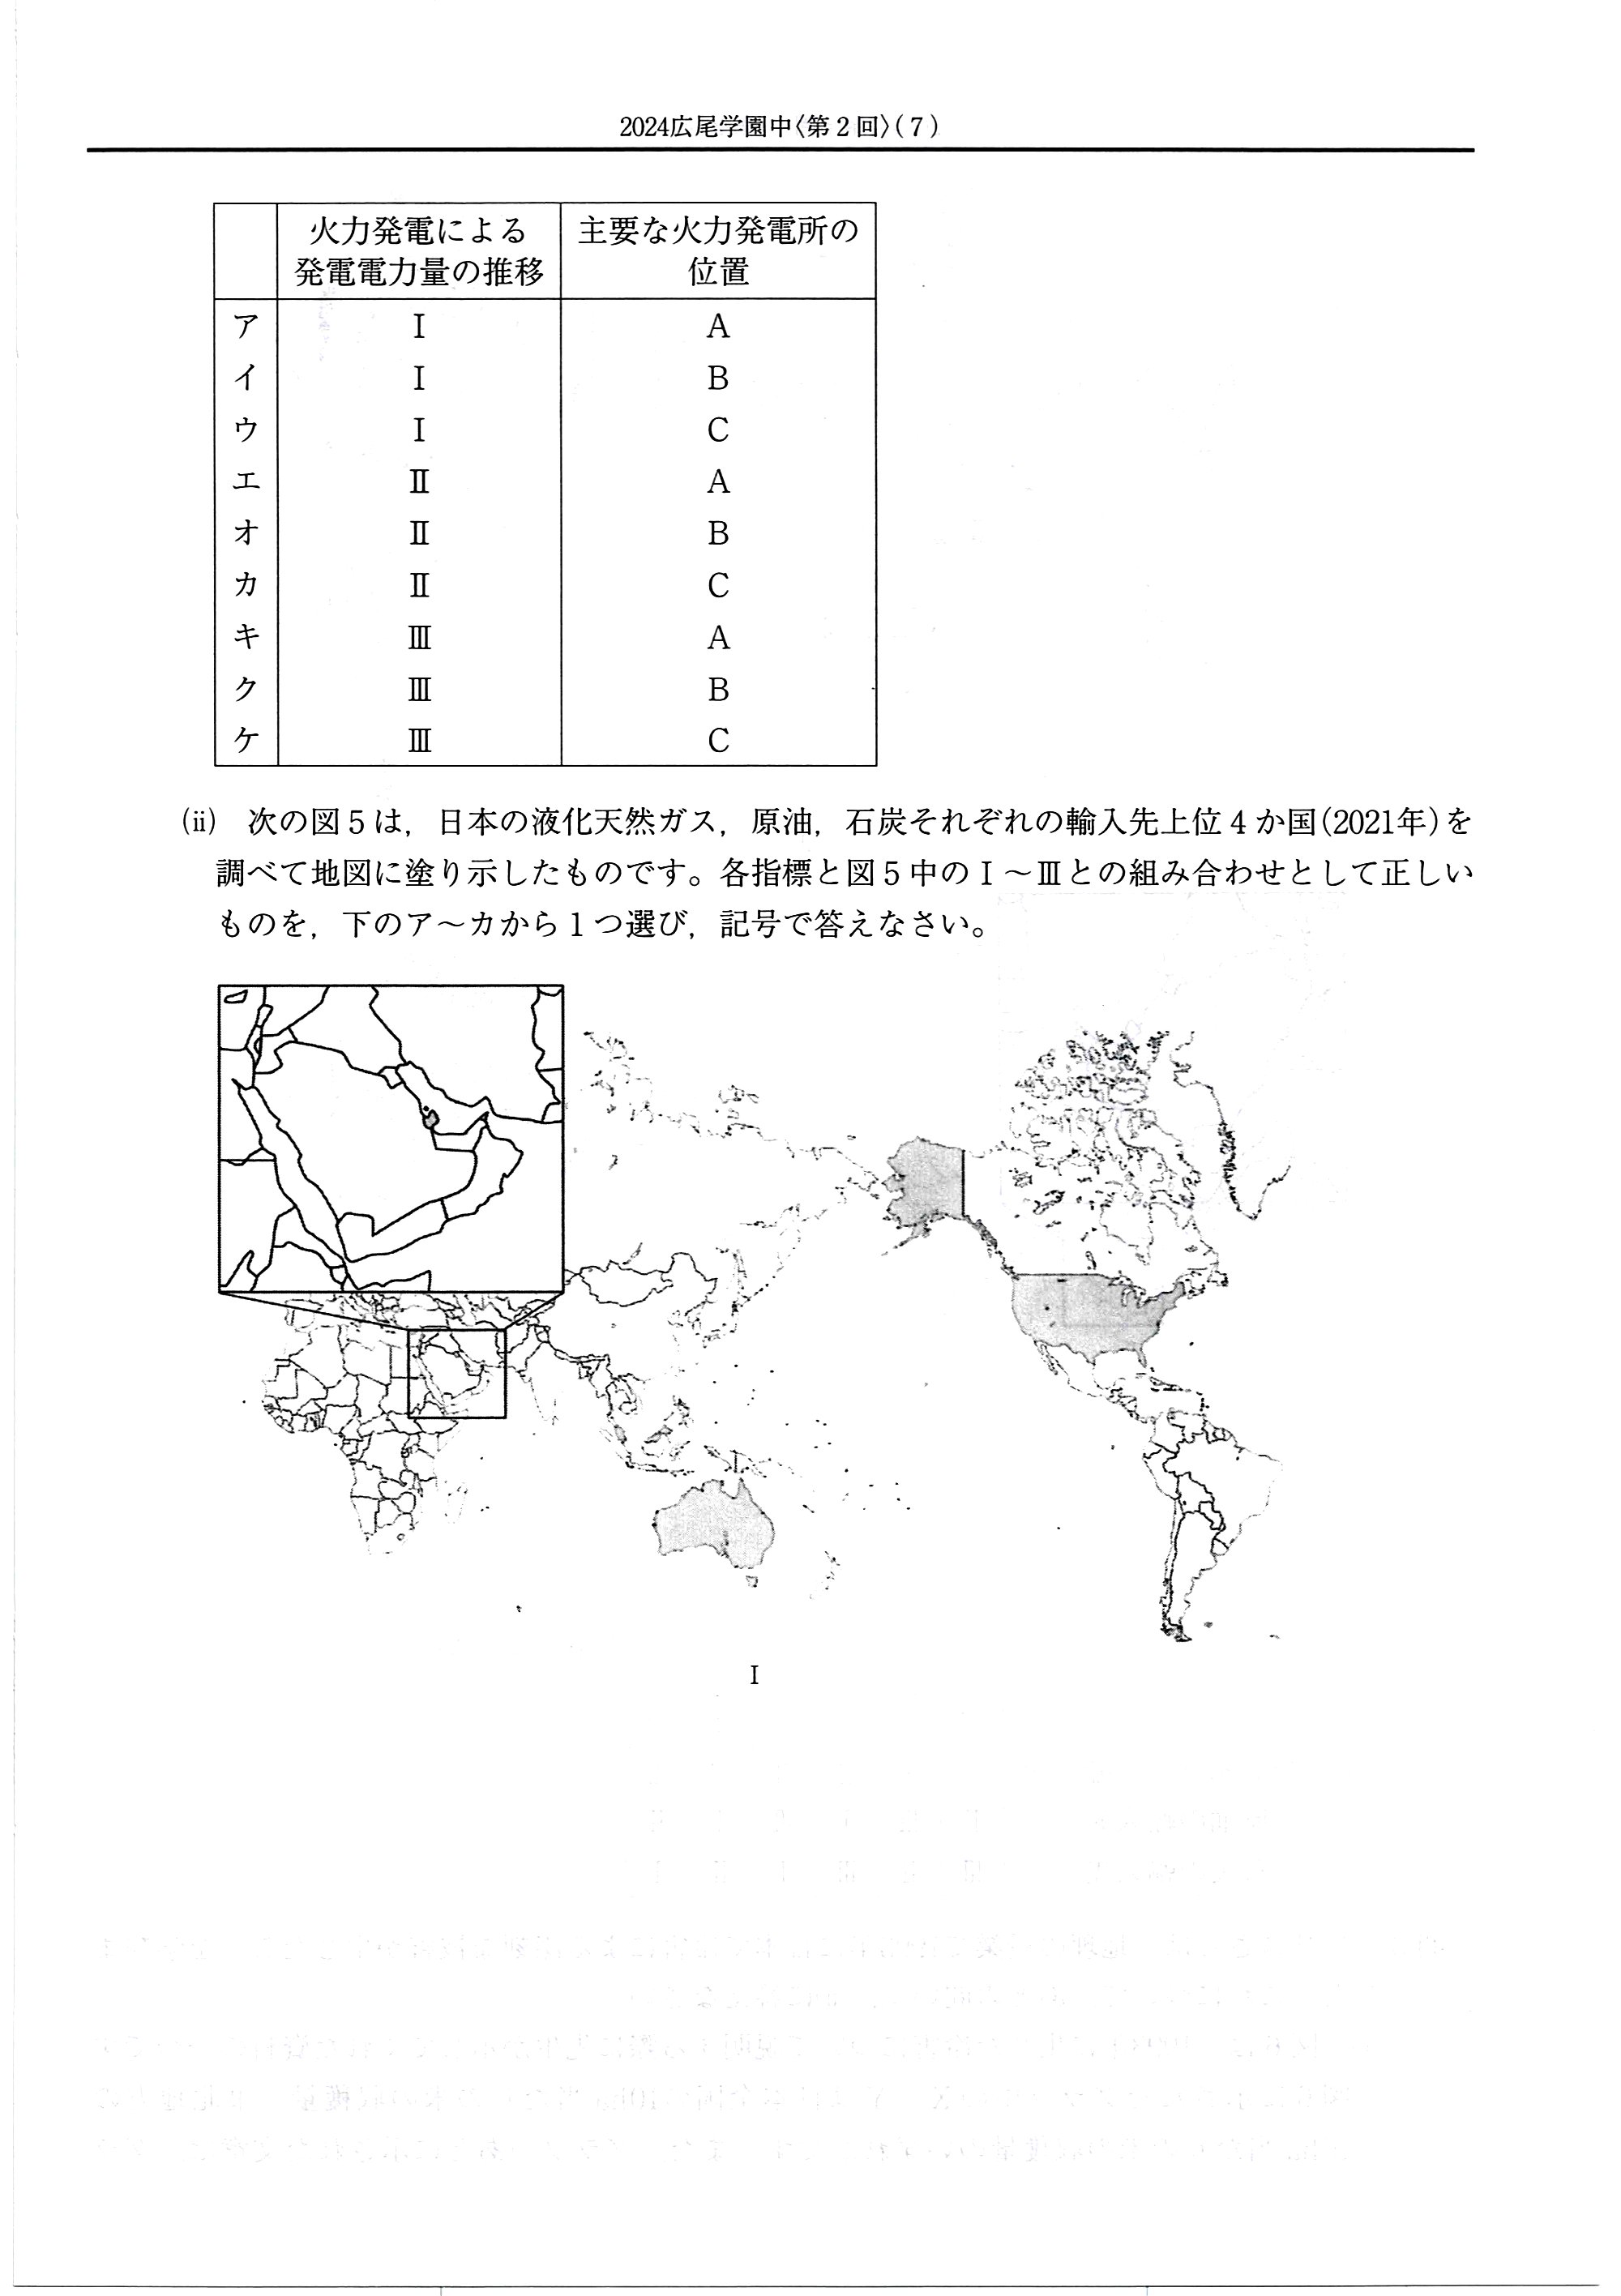 2024広尾学園中〈第2回〉(7)
火力発電による発電電力量の推移 主要な火力発電所の位置
ア Ⅰ A
イ Ⅰ B
ウ Ⅰ C
エ Ⅱ A
オ Ⅱ B
カ Ⅱ C
キ Ⅲ A
ク Ⅲ B
ケ Ⅲ C
(ii) 次の図5は，日本の液化天然ガス，原油，石炭それぞれの輸入先上位4か国(2021年)を
調べて地図に塗り示したものです。各指標と図5中のⅠ～Ⅲとの組み合わせとして正しい
ものを，下のア～カから1つ選び，記号で答えなさい。
Ⅰ